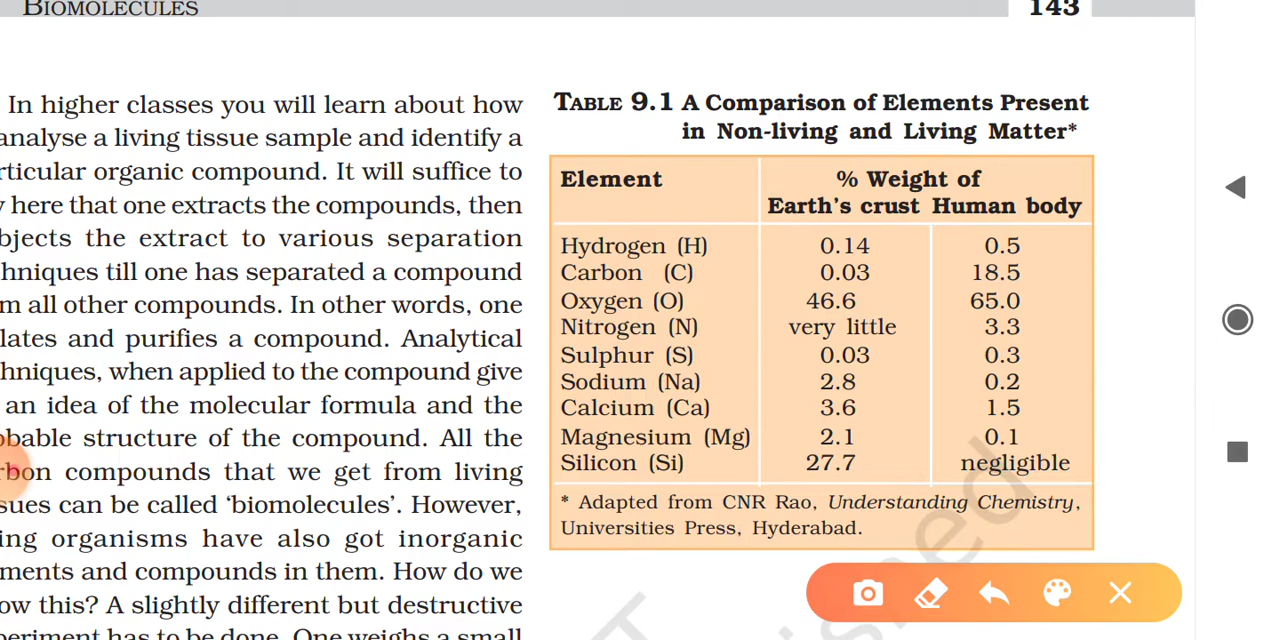 BIOMOLECULES
143
In higher classes you will learn about how
analyse a living tissue sample and identify a
rticular organic compound. It will suffice to
y here that one extracts the compounds, then
bjects the extract to various separation
hniques till one has separated a compound
m all other compounds. In other words, one
lates and purifies a compound. Analytical
hniques, when applied to the compound give
an idea of the molecular formula and the
obable structure of the compound. All the
rbon compounds that we get from living
sues can be called ‘biomolecules’. However,
ing organisms have also got inorganic
ments and compounds in them. How do we
ow this? A slightly different but destructive
periment has to be done. One weighs a small
TABLE 9.1 A Comparison of Elements Present
in Non-living and Living Matter*
Element % Weight of
Earth’s crust Human body
Hydrogen (H) 0.14 0.5
Carbon (C) 0.03 18.5
Oxygen (O) 46.6 65.0
Nitrogen (N) very little 3.3
Sulphur (S) 0.03 0.3
Sodium (Na) 2.8 0.2
Calcium (Ca) 3.6 1.5
Magnesium (Mg) 2.1 0.1
Silicon (Si) 27.7 negligible
* Adapted from CNR Rao, Understanding Chemistry,
Universities Press, Hyderabad.